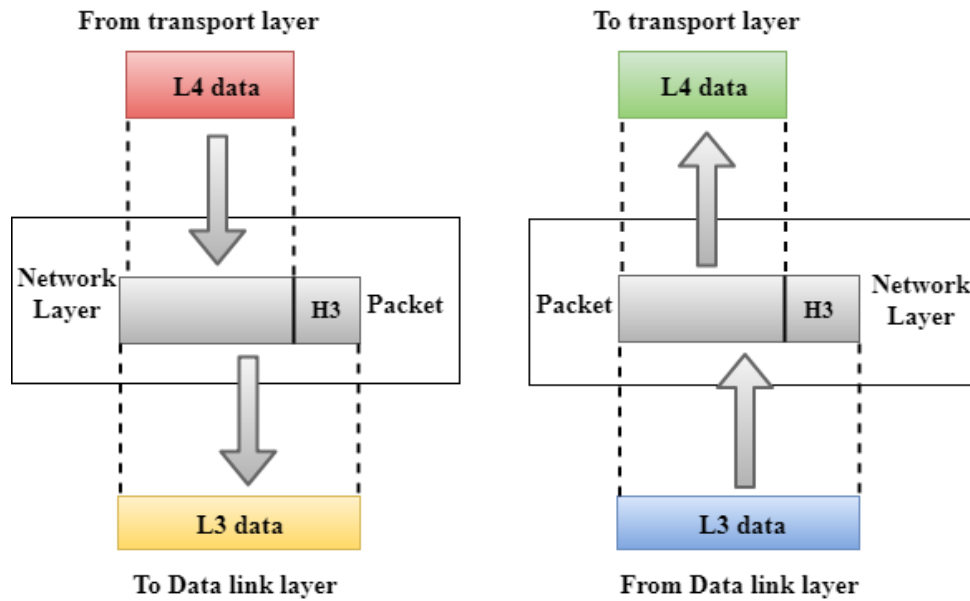 From transport layer
L4 data
Network
Layer
H3
Packet
L3 data
To Data link layer
To transport layer
L4 data
Packet
H3
Network
Layer
L3 data
From Data link layer